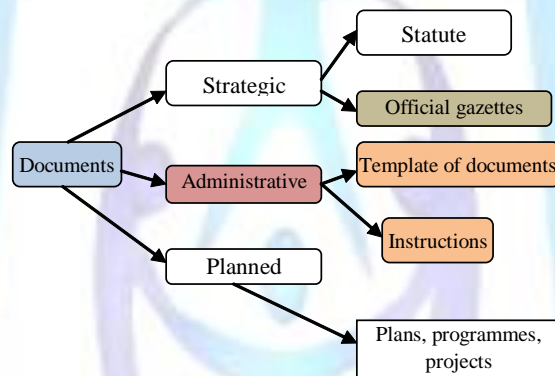 Statute
Strategic
Official gazettes
Documents
Administrative
Template of documents
Instructions
Planned
Plans, programmes,
projects